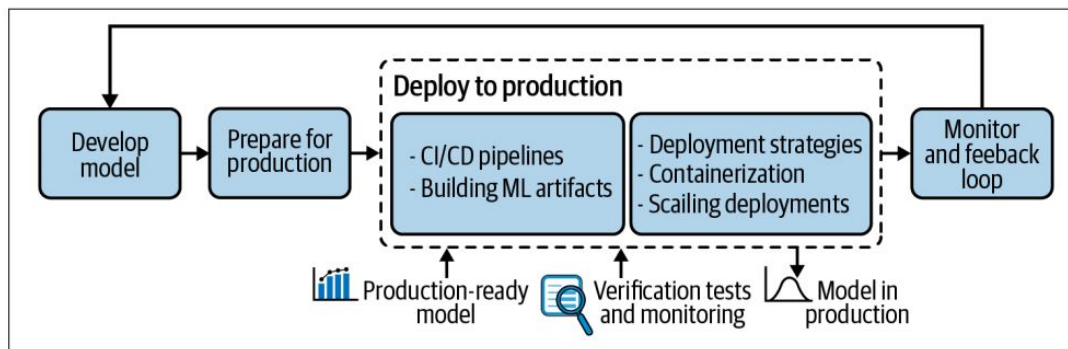 Deploy to production
Develop
model
Prepare for
production
- CI/CD pipelines
- Building ML artifacts
- Deployment strategies
- Containerization
- Scailing deployments
Monitor
and feeback
loop
Production-ready
model
Verification tests
and monitoring
Model in
production